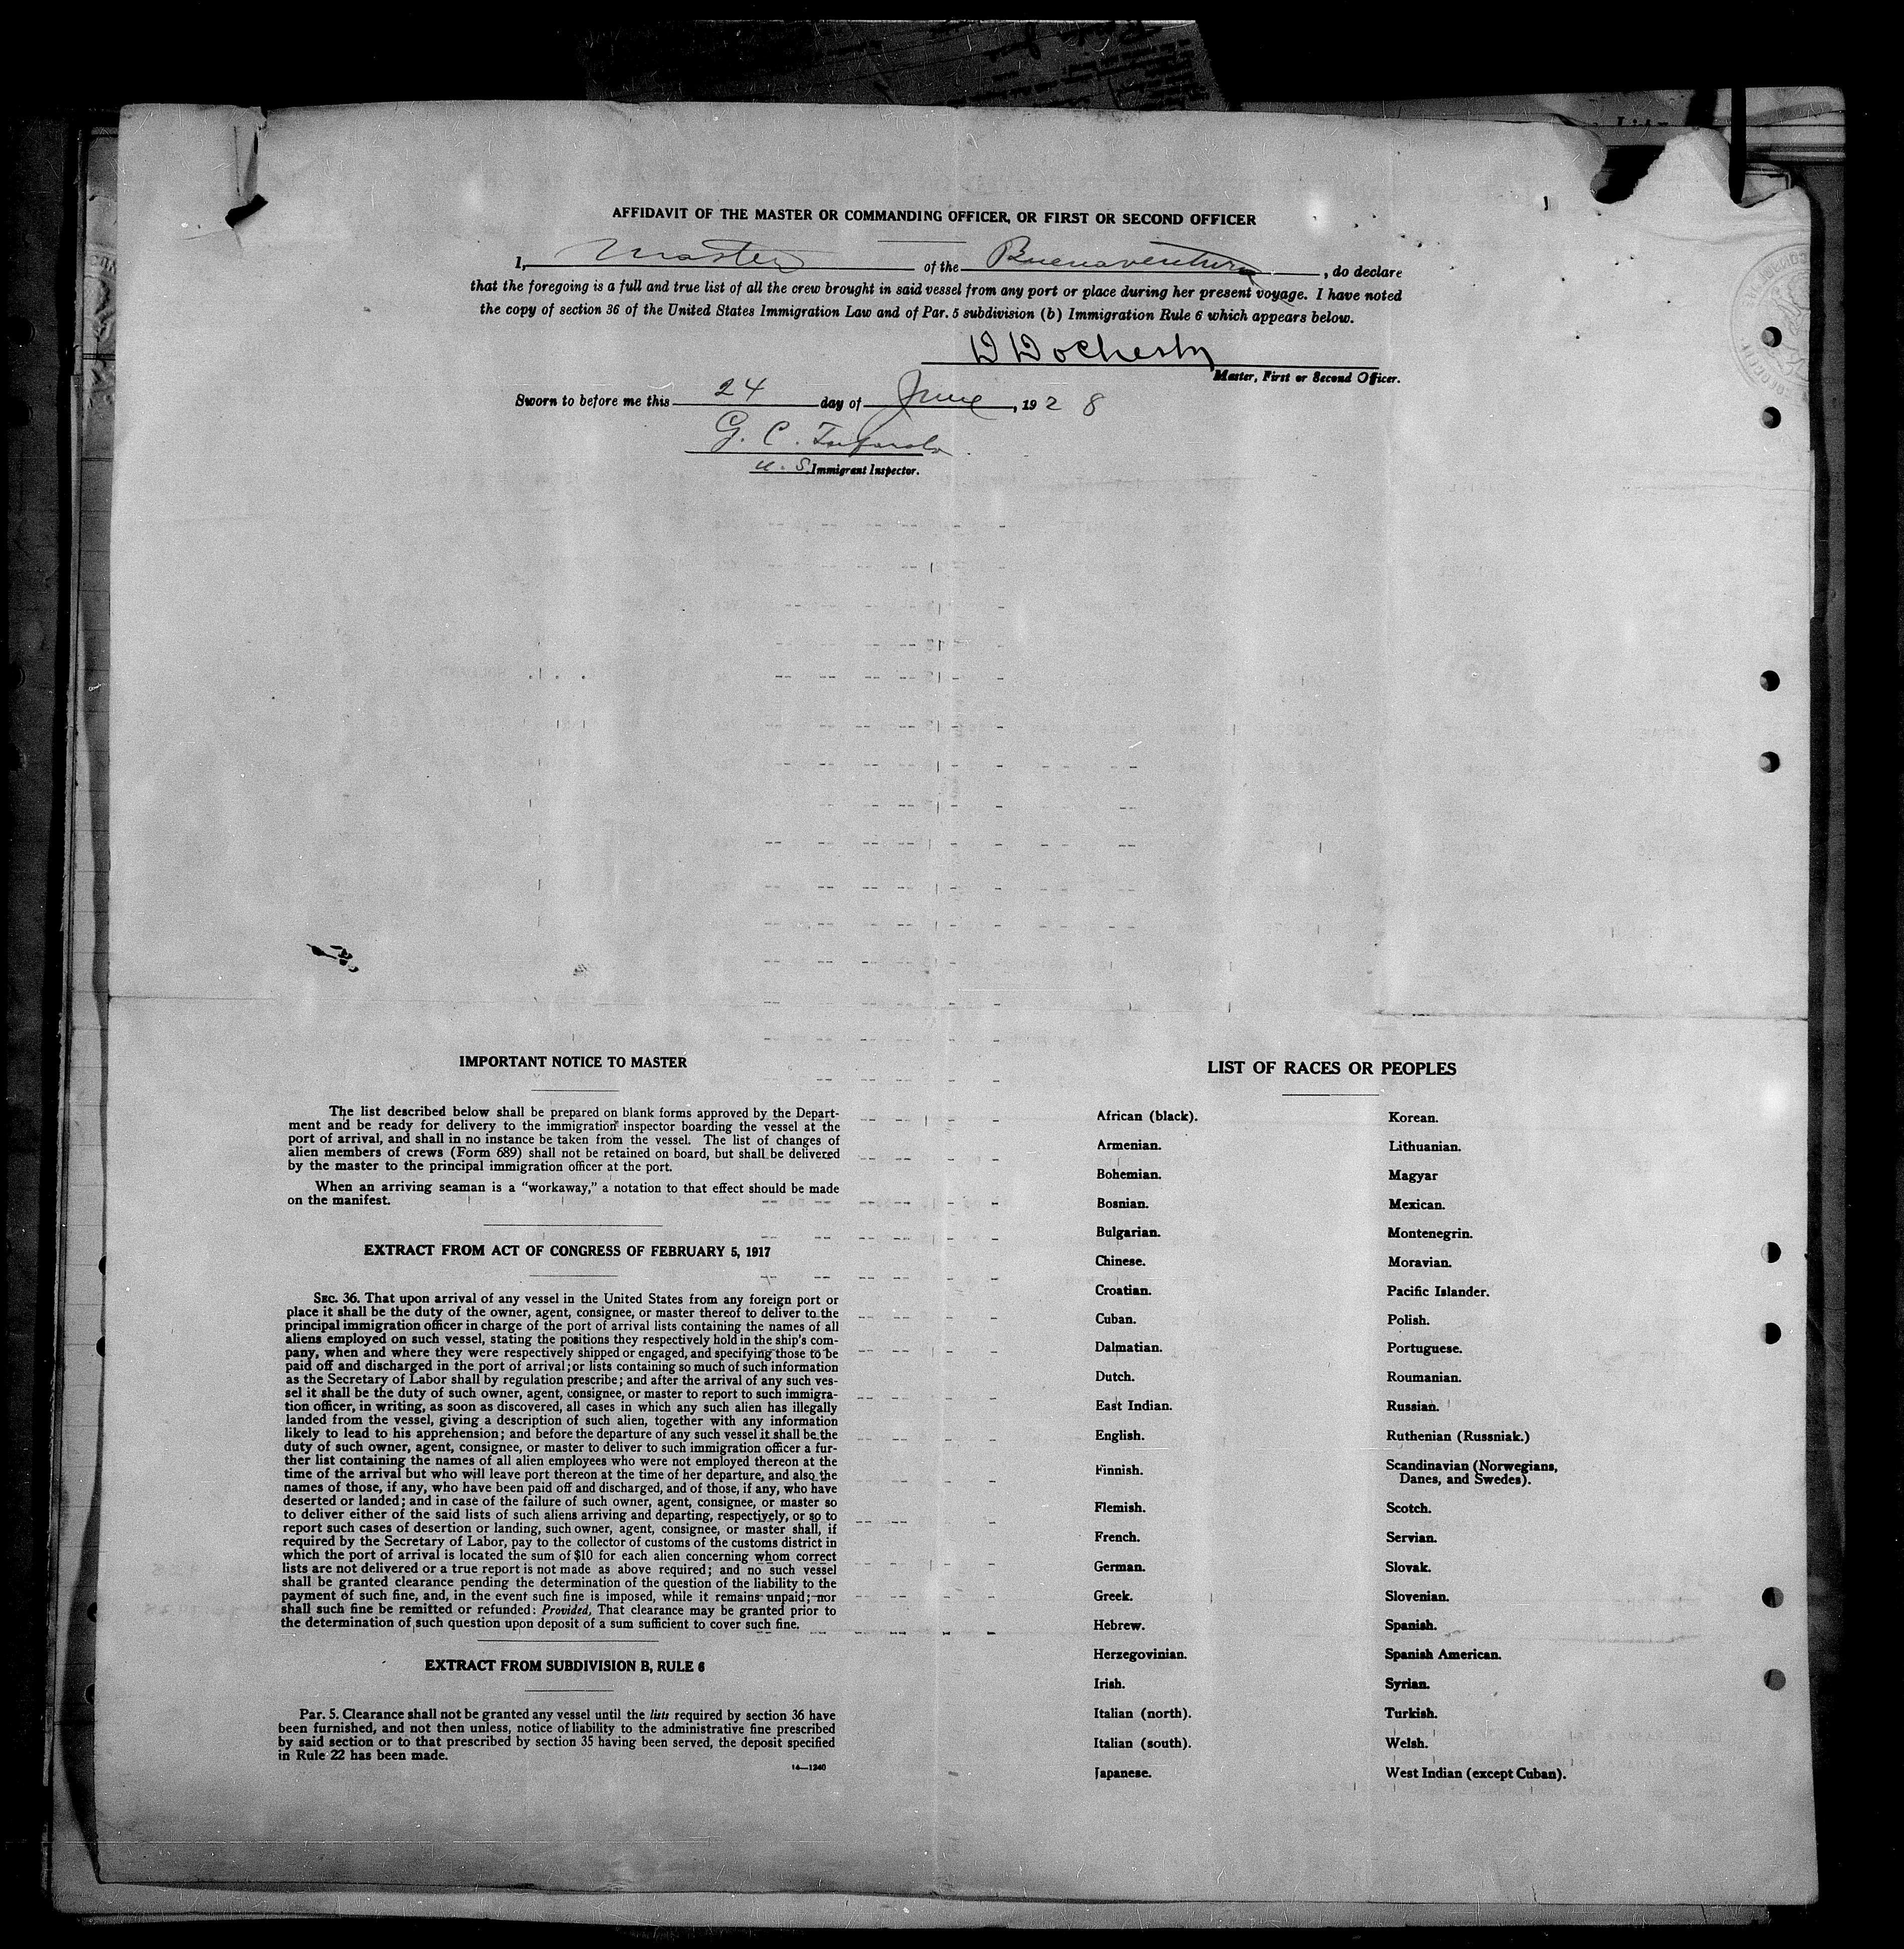 AFFIDAVIT OF THE MASTER OR COMMANDING OFFICER, OR FIRST OR SECOND OFFICER
I, Master of the Buenaventura, do declare
that the foregoing is a full and true list of all the crew brought in said vessel from any port or place during her present voyage. I have noted
the copy of section 36 of the United States Immigration Law and of Par. 5 subdivision (b) Immigration Rule 6 which appears below.
Master, First or Second Officer.
Sworn to before me this 24 day of June, 1928
G. C.
U. S. Immigrant Inspector.
IMPORTANT NOTICE TO MASTER
The list described below shall be prepared on blank forms approved by the Depart-
ment and be ready for delivery to the immigration inspector boarding the vessel at the
port of arrival, and shall in no instance be taken from the vessel. The list of changes of
alien members of crews (Form 689) shall not be retained on board, but shall be delivered
by the master to the principal immigration officer at the port.
When an arriving seaman is a "workaway," a notation to that effect should be made
on the manifest.
EXTRACT FROM ACT OF CONGRESS OF FEBRUARY 5, 1917
SEC. 36. That upon arrival of any vessel in the United States from any foreign port or
place it shall be the duty of the owner, agent, consignee, or master thereof to deliver to the
principal immigration officer in charge of the port of arrival lists containing the names of all
aliens employed on such vessel, stating the positions they respectively hold in the ship's com-
pany, when and where they were respectively shipped or engaged, and specifying those to be
paid off and discharged in the port of arrival; or lists containing so much of such information
as the Secretary of Labor shall by regulation prescribe; and after the arrival of any such ves-
sel it shall be the duty of such owner, agent, consignee, or master to report to such immigra-
tion officer, in writing, as soon as discovered, all cases in which any such alien has illegally
landed from the vessel, giving a description of such alien, together with any information
likely to lead to his apprehension; and before the departure of any such vessel it shall be the
duty of such owner, agent, consignee, or master to deliver to such immigration officer a fur-
ther list containing the names of all alien employees who were not employed thereon at the
time of the arrival but who will leave port thereon at the time of her departure, and also the
names of those, if any, who have been paid off and discharged, and of those, if any, who have
deserted or landed; and in case of the failure of such owner, agent, consignee, or master so
to deliver either of the said lists of such aliens arriving and departing, respectively, or so to
report such cases of desertion or landing, such owner, agent, consignee, or master shall, if
required by the Secretary of Labor, pay to the collector of customs of the customs district in
which the port of arrival is located the sum of $10 for each alien concerning whom correct
lists are not delivered or a true report is not made as above required; and no such vessel
shall be granted clearance pending the determination of the question of the liability to the
payment of such fine, and, in the event such fine is imposed, while it remains unpaid; nor
shall such fine be remitted or refunded: Provided, That clearance may be granted prior to
the determination of such question upon deposit of a sum sufficient to cover such fine.
EXTRACT FROM SUBDIVISION B, RULE 6
Par. 5. Clearance shall not be granted any vessel until the lists required by section 36 have
been furnished, and not then unless, notice of liability to the administrative fine prescribed
by said section or to that prescribed by section 35 having been served, the deposit specified
in Rule 22 has been made.
14—1240
LIST OF RACES OR PEOPLES
African (black).
Armenian.
Bohemian.
Bosnian.
Bulgarian.
Chinese.
Croatian.
Cuban.
Dalmatian.
Dutch.
East Indian.
English.
Finnish.
Flemish.
French.
German.
Greek.
Hebrew.
Herzegovinian.
Irish.
Italian (north).
Italian (south).
Japanese.
Korean.
Lithuanian.
Magyar
Mexican.
Montenegrin.
Moravian.
Pacific Islander.
Polish.
Portuguese.
Roumanian.
Russian.
Ruthenian (Russniak.)
Scandinavian (Norwegians,
Danes, and Swedes).
Scotch.
Servian.
Slovak.
Slovenian.
Spanish.
Spanish American.
Syrian.
Turkish.
Welsh.
West Indian (except Cuban).